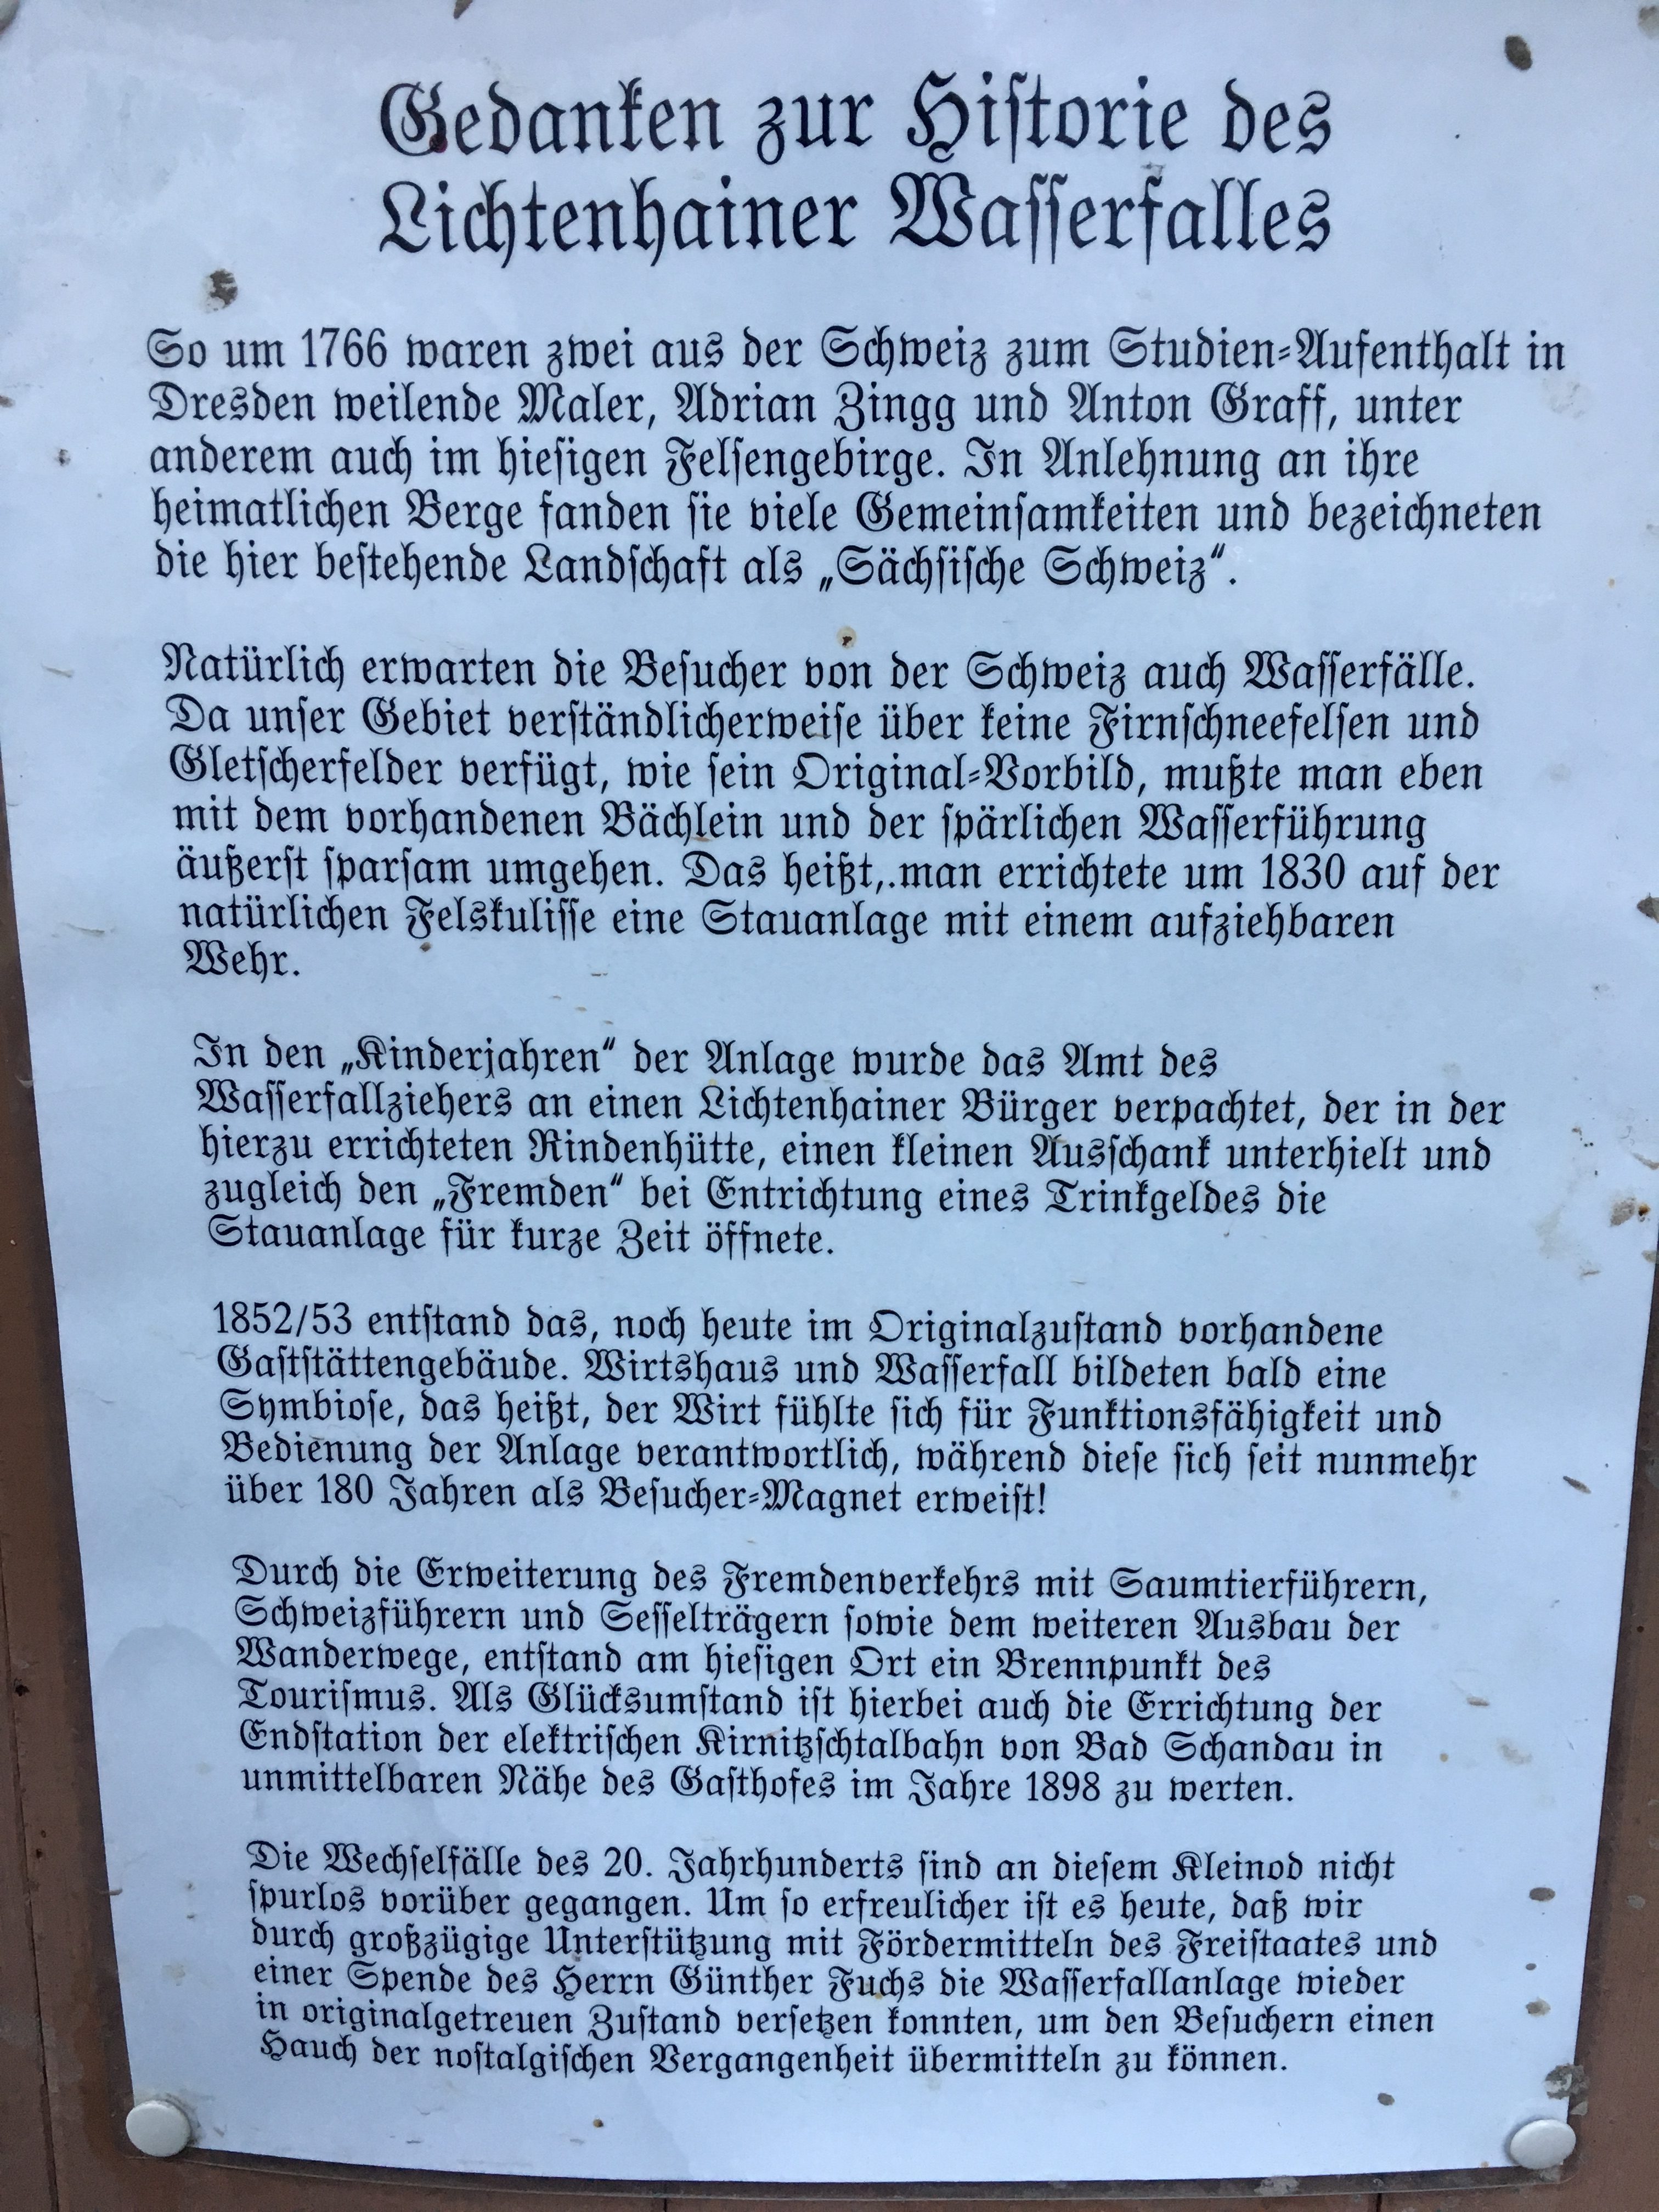 Gedanken zur Hiſtorie des
Lichtenhainer Waſſerfalles
So um 1766 waren zwei aus der Schweiz zum Studien-Aufenthalt in
Dresden weilende Maler, Adrian Zingg und Anton Graff, unter
anderem auch im hieſigen Felſengebirge. In Anlehnung an ihre
heimatlichen Berge fanden ſie viele Gemeinſamkeiten und bezeichneten
die hier beſtehende Landſchaft als „Sächſiſche Schweiz“.
Natürlich erwarten die Beſucher von der Schweiz auch Waſſerfälle.
Da unſer Gebiet verſtändlicherweiſe über keine Firnſchneefelſen und
Gletſcherfelder verfügt, wie ſein Original-Vorbild, mußte man eben
mit dem vorhandenen Bächlein und der ſpärlichen Waſſerführung
äußerſt ſparſam umgehen. Das heißt, man errichtete um 1830 auf der
natürlichen Felskuliſſe eine Stauanlage mit einem aufziehbaren
Wehr.
In den „Kinderjahren“ der Anlage wurde das Amt des
Waſſerfallziehers an einen Lichtenhainer Bürger verpachtet, der in der
hierzu errichteten Rindenhütte, einen kleinen Ausſchank unterhielt und
zugleich den „Fremden“ bei Entrichtung eines Trinkgeldes die
Stauanlage für kurze Zeit öffnete.
1852/53 entſtand das, noch heute im Originalzuſtand vorhandene
Gaſtſtättengebäude. Wirtshaus und Waſſerfall bildeten bald eine
Symbioſe, das heißt, der Wirt fühlte ſich für Funktionsfähigkeit und
Bedienung der Anlage verantwortlich, während dieſe ſich ſeit nunmehr
über 180 Jahren als Beſucher-Magnet erweiſt!
Durch die Erweiterung des Fremdenverkehrs mit Saumtierführern,
Schweizführern und Seſſelträgern ſowie dem weiteren Ausbau der
Wanderwege, entſtand am hieſigen Ort ein Brennpunkt des
Touriſmus. Als Glücksumſtand iſt hierbei auch die Errichtung der
Endſtation der elektriſchen Kirnitzſchtalbahn von Bad Schandau in
unmittelbaren Nähe des Gaſthofes im Jahre 1898 zu werten.
Die Wechſelfälle des 20. Jahrhunderts ſind an dieſem Kleinod nicht
ſpurlos vorüber gegangen. Um ſo erfreulicher iſt es heute, daß wir
durch großzügige Unterſtützung mit Fördermitteln des Freiſtaates und
einer Spende des Herrn Günther Fuchs die Waſſerfallanlage wieder
in originalgetreuen Zuſtand verſetzen konnten, um den Beſuchern einen
Hauch der noſtalgiſchen Vergangenheit übermitteln zu können.